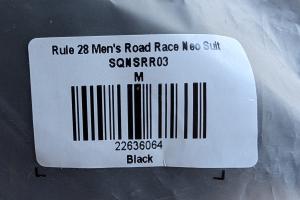 Rule 28 Men's Road Race Neo Suit
SQNSRR03
M
22636064
Black